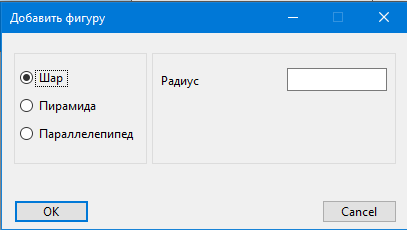 Добавить фигуру
Шар
Пирамида
Параллелепипед
Радиус
OK
Cancel